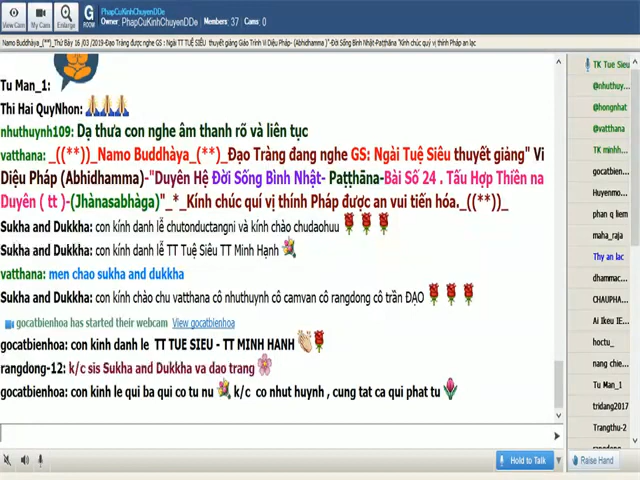 PhapCuKinhChuyenDDe
Owner: PhapCuKinhChuyenDDe Members: 37 Cams: 0
View Cam My Cams Enlarge G ROOM
Namo Buddhàya_(**)_Thứ Bảy 16 /03 /2019-Đạo Tràng được nghe GS : Ngài TT TUỆ SIÊU thuyết giảng Giáo Trình Vi Diệu Pháp- (Abhidhamma )"-Đời Sống Bình Nhật-Paṭṭhāna "Kính chúc quý vị thính Pháp an lạc
Tu Man_1:
Thi Hai QuyNhon:
nhuthuynh109: Dạ thưa con nghe âm thanh rõ và liên tục
vatthana: _((**))_Namo Buddhàya_(**)_Đạo Tràng đang nghe GS: Ngài Tuệ Siêu thuyết giảng" Vi
Diệu Pháp (Abhidhamma)-"Duyên Hệ Đời Sống Bình Nhật- Paṭṭhāna-Bài Số 24 . Tấu Hợp Thiền na
Duyên ( tt )-(Jhànasabhàga)"_*_Kính chúc quí vị thính Pháp được an vui tiến hóa._((**))_
Sukha and Dukkha: con kính danh lễ chutonductangni và kính chào chudaohuu
Sukha and Dukkha: con kính danh lễ TT Tuệ Siêu TT Minh Hạnh
vatthana: men chao sukha and dukkha
Sukha and Dukkha: con kính chào chu vatthana cô nhuthuynh cô camvan cô rangdong cô trần ĐẠO
gocatbienhoa has started their webcam View gocatbienhoa
gocatbienhoa: con kinh danh le TT TUE SIEU - TT MINH HANH
rangdong-12: k/c sis Sukha and Dukkha va dao trang
gocatbienhoa: con kinh le qui ba qui co tu nu k/c co nhut huynh , cung tat ca qui phat tu
Hold to Talk
TK Tue Sieu
@nhuthuy...
@hongnhat
@vatthana
TK minhh...
gocatbien...
Huyenmo...
phan q liem
maha_raja
Thy an lac
dhammac...
CHAUPHA...
Ai Ikeu IE...
hoctu_
nang chie...
Tu Man_1
tridang2017
Trangthu-2
Raise Hand